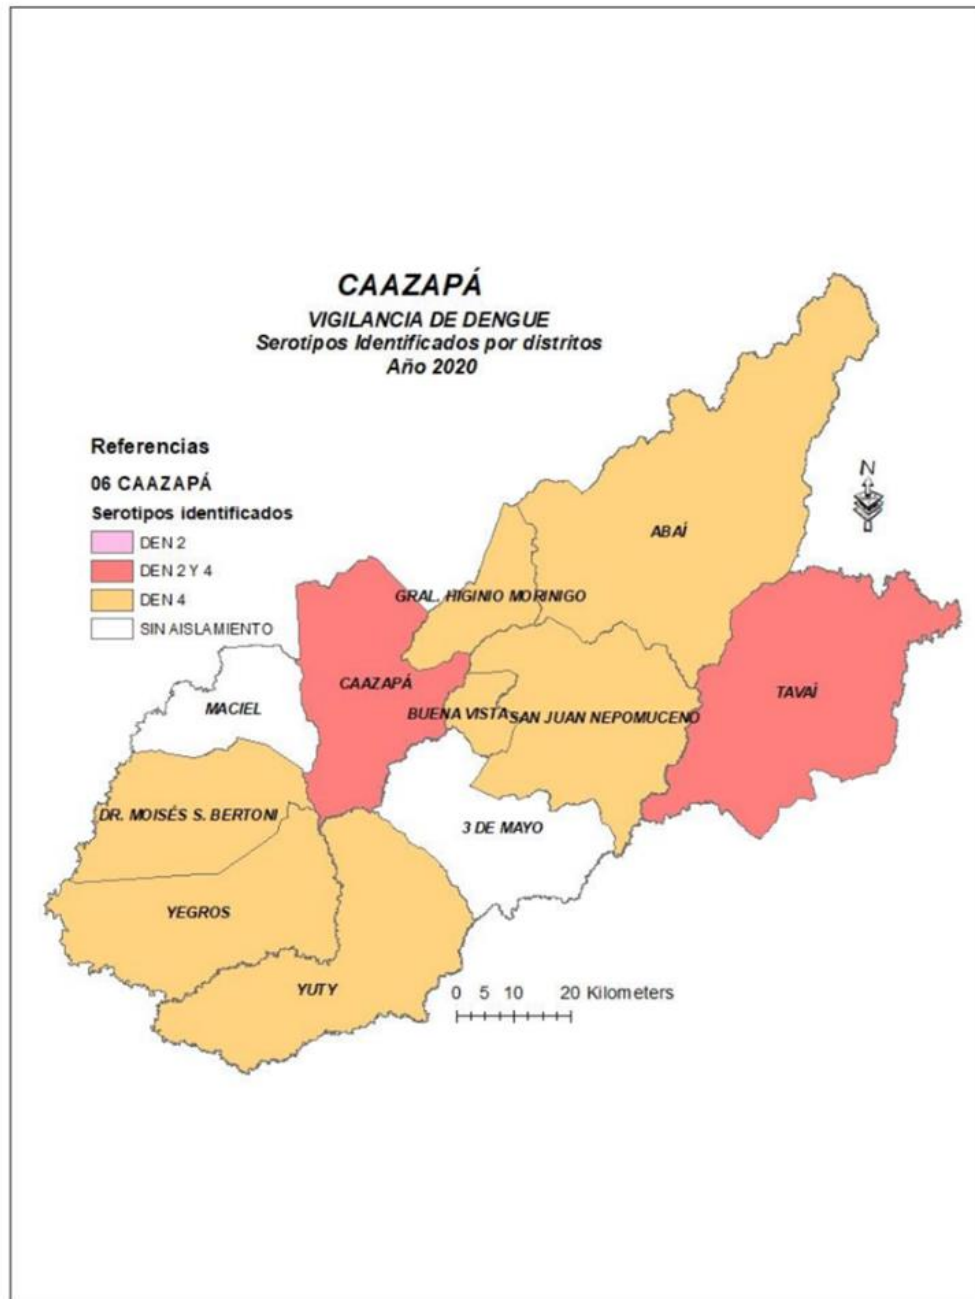 CAAZAPÁ
VIGILANCIA DE DENGUE
Serotipos Identificados por distritos
Año 2020
Referencias
06 CAAZAPÁ
Serotipos identificados
DEN 2
DEN 2 Y 4
DEN 4
SIN AISLAMIENTO
N
ABAÍ
GRAL. HIGINIO MORINIGO
CAAZAPÁ
TAVAÍ
MACIEL
BUENA VISTA
SAN JUAN NEPOMUCENO
DR. MOISÉS S. BERTONI
3 DE MAYO
YEGROS
YUTY
0 5 10 20 Kilometers